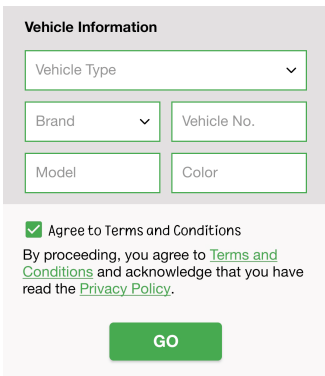 Vehicle Information
Vehicle Type
Brand
Vehicle No.
Model
Color
Agree to Terms and Conditions
By proceeding, you agree to Terms and
Conditions and acknowledge that you have
read the Privacy Policy.
GO